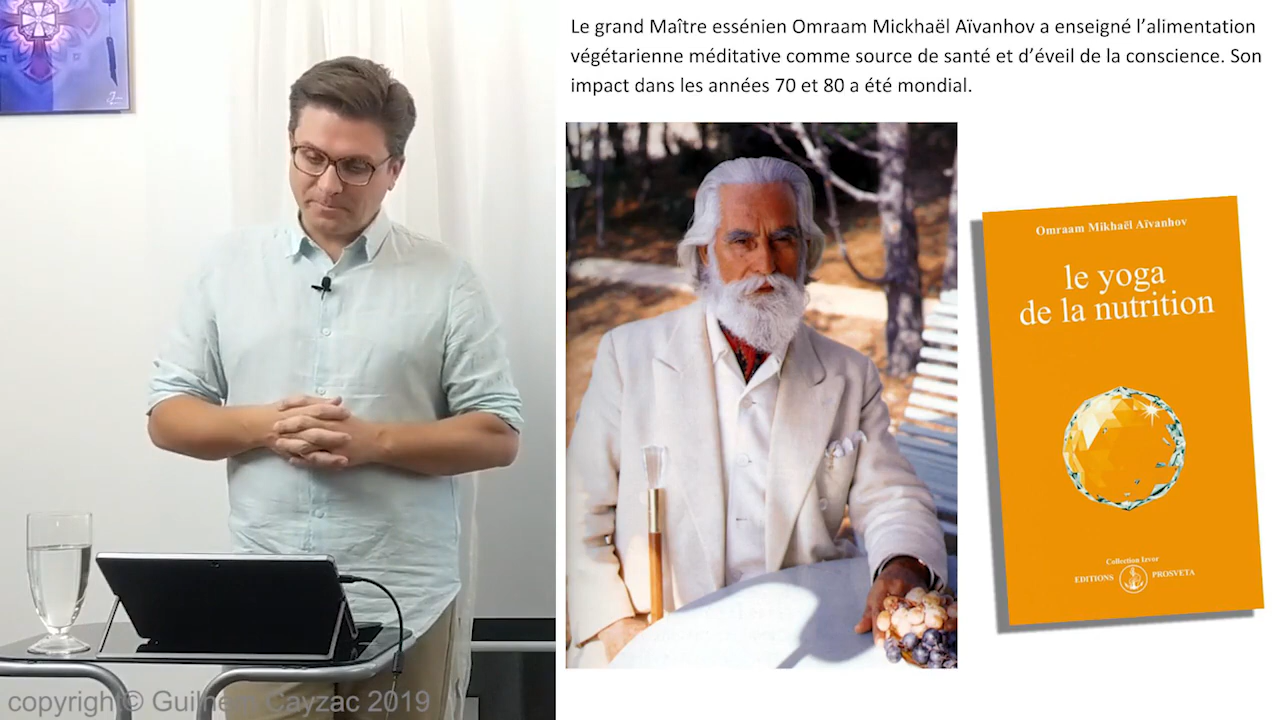 Le grand Maître essénien Omraam Mickhaël Aïvanhov a enseigné l’alimentation
végétarienne méditative comme source de santé et d’éveil de la conscience. Son
impact dans les années 70 et 80 a été mondial.
Omraam Mikhaël Aïvanhov
le yoga
de la nutrition
Collection Izvor
EDITIONS PROSVETA
copyright© Guilhem Cayzac 2019